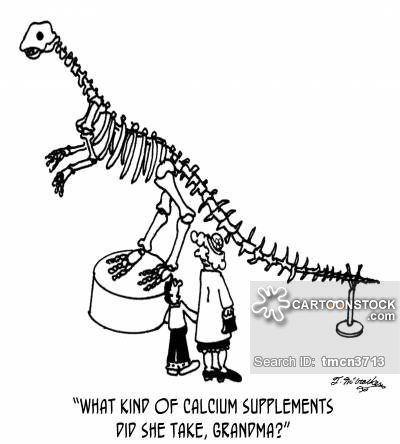 CARTOONSTOCK
.com
Search ID: tmcn3713
"WHAT KIND OF CALCIUM SUPPLEMENTS
DID SHE TAKE, GRANDMA?"